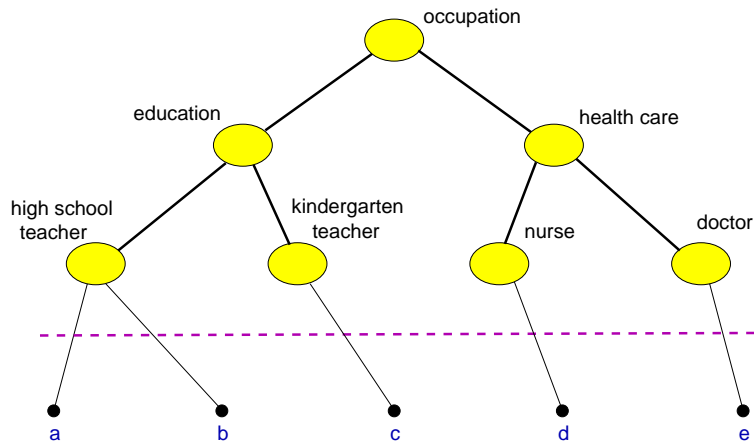 occupation
education
health care
high school
teacher
kindergarten
teacher
nurse
doctor
a
b
c
d
e